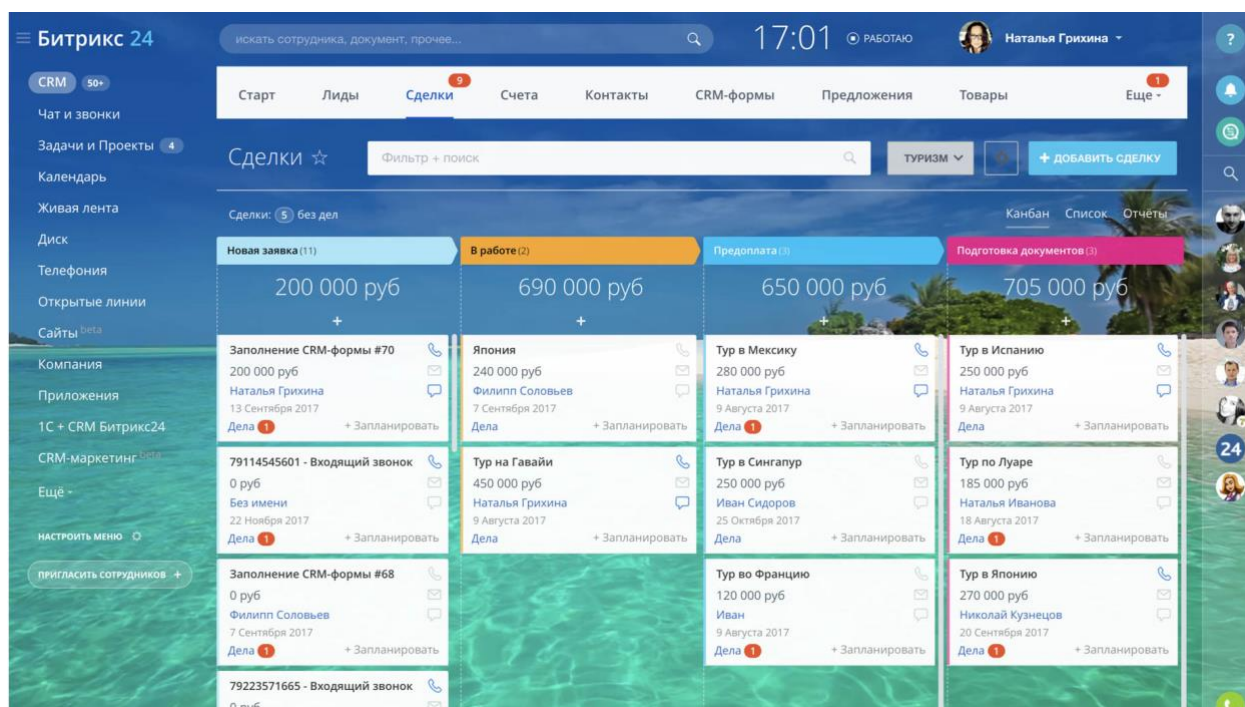 Битрикс 24
искать сотрудника, документ, прочее...
17:01
РАБОТАЮ
Наталья Грихина
?
CRM 50+
Чат и звонки
Задачи и Проекты 4
Календарь
Живая лента
Диск
Телефония
Открытые линии
Сайты beta
Компания
Приложения
1С + CRM Битрикс24
CRM-маркетинг beta
Ещё
НАСТРОИТЬ МЕНЮ
ПРИГЛАСИТЬ СОТРУДНИКОВ +
Старт
Лиды
Сделки 9
Счета
Контакты
CRM-формы
Предложения
Товары
Еще 1
Сделки
Фильтр + поиск
ТУРИЗМ
+ ДОБАВИТЬ СДЕЛКУ
Сделки: 5 без дел
Канбан Список Отчёты
Новая заявка (11)
200 000 руб
+
Заполнение CRM-формы #70
200 000 руб
Наталья Грихина
13 Сентября 2017
Дела 1 + Запланировать
79114545601 - Входящий звонок
0 руб
Без имени
22 Ноября 2017
Дела 1 + Запланировать
Заполнение CRM-формы #68
0 руб
Филипп Соловьев
7 Сентября 2017
Дела 1 + Запланировать
79223571665 - Входящий звонок
0 руб
В работе (2)
690 000 руб
+
Япония
240 000 руб
Филипп Соловьев
7 Сентября 2017
Дела + Запланировать
Тур на Гавайи
450 000 руб
Наталья Грихина
9 Августа 2017
Дела + Запланировать
Предоплата (3)
650 000 руб
+
Тур в Мексику
280 000 руб
Наталья Грихина
9 Августа 2017
Дела 1 + Запланировать
Тур в Сингапур
250 000 руб
Иван Сидоров
25 Октября 2017
Дела + Запланировать
Тур во Францию
120 000 руб
Иван
9 Августа 2017
Дела 1 + Запланировать
Подготовка документов (3)
705 000 руб
+
Тур в Испанию
250 000 руб
Наталья Грихина
9 Августа 2017
Дела + Запланировать
Тур по Луаре
185 000 руб
Наталья Иванова
18 Августа 2017
Дела 1 + Запланировать
Тур в Японию
270 000 руб
Николай Кузнецов
20 Сентября 2017
Дела 1 + Запланировать
24